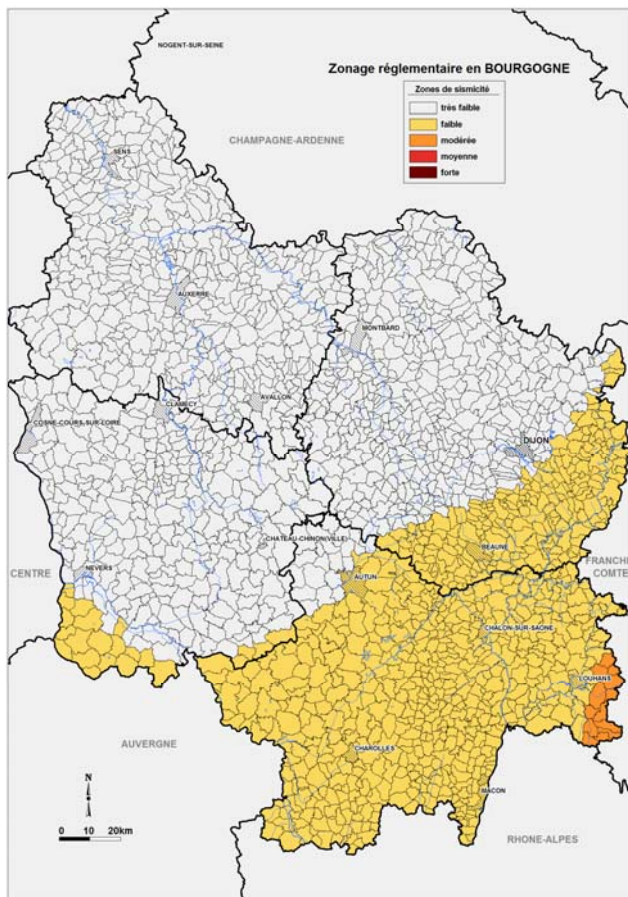 NOGENT-SUR-SEINE
Zonage réglementaire en BOURGOGNE
Zones de sismicité
très faible
faible
modérée
moyenne
forte
CHAMPAGNE-ARDENNE
SENS
AUXERRE
MONTBARD
AVALLON
CLAMECY
COSNE-COURS-SUR-LOIRE
DIJON
CHATEAU-CHINON(VILLE)
BEAUNE
NEVERS
CENTRE
FRANCHE
COMTE
AUTUN
CHALON-SUR-SAONE
LOUHANS
AUVERGNE
CHAROLLES
MACON
N
0 10 20km
RHONE-ALPES